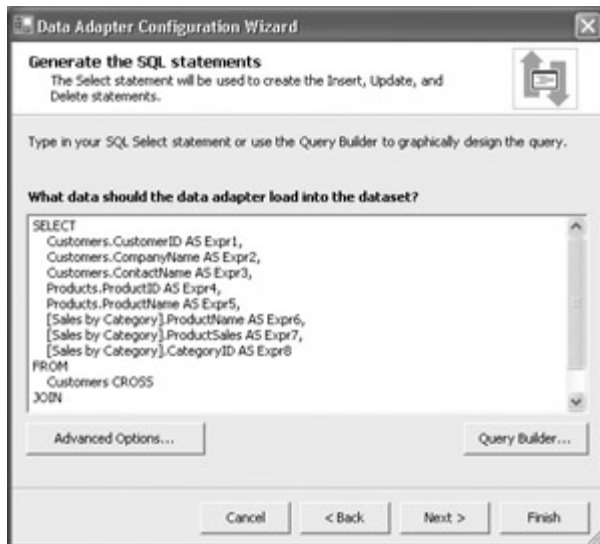 Data Adapter Configuration Wizard
Generate the SQL statements
The Select statement will be used to create the Insert, Update, and
Delete statements.
Type in your SQL Select statement or use the Query Builder to graphically design the query.
What data should the data adapter load into the dataset?
SELECT
Customers.CustomerID AS Expr1,
Customers.CompanyName AS Expr2,
Customers.ContactName AS Expr3,
Products.ProductID AS Expr4,
Products.ProductName AS Expr5,
[Sales by Category].ProductName AS Expr6,
[Sales by Category].ProductSales AS Expr7,
[Sales by Category].CategoryID AS Expr8
FROM
Customers CROSS
JOIN
Advanced Options... Query Builder...
Cancel < Back Next > Finish